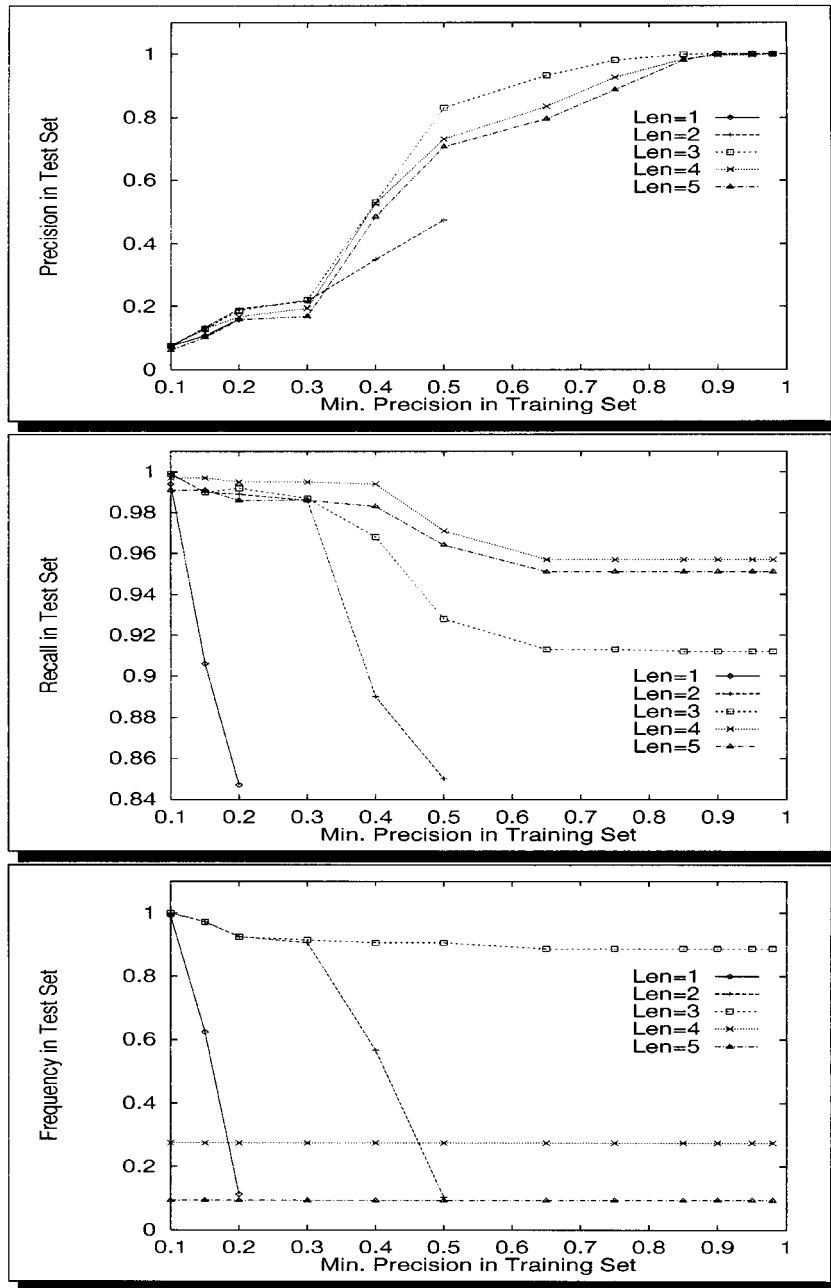 Precision in Test Set
1
0.8
0.6
0.4
0.2
0
Len=1
Len=2
Len=3
Len=4
Len=5
0.1 0.2 0.3 0.4 0.5 0.6 0.7 0.8 0.9 1
Min. Precision in Training Set
Recall in Test Set
1
0.98
0.96
0.94
0.92
0.9
0.88
0.86
0.84
Len=1
Len=2
Len=3
Len=4
Len=5
0.1 0.2 0.3 0.4 0.5 0.6 0.7 0.8 0.9 1
Min. Precision in Training Set
Frequency in Test Set
1
0.8
0.6
0.4
0.2
0
Len=1
Len=2
Len=3
Len=4
Len=5
0.1 0.2 0.3 0.4 0.5 0.6 0.7 0.8 0.9 1
Min. Precision in Training Set